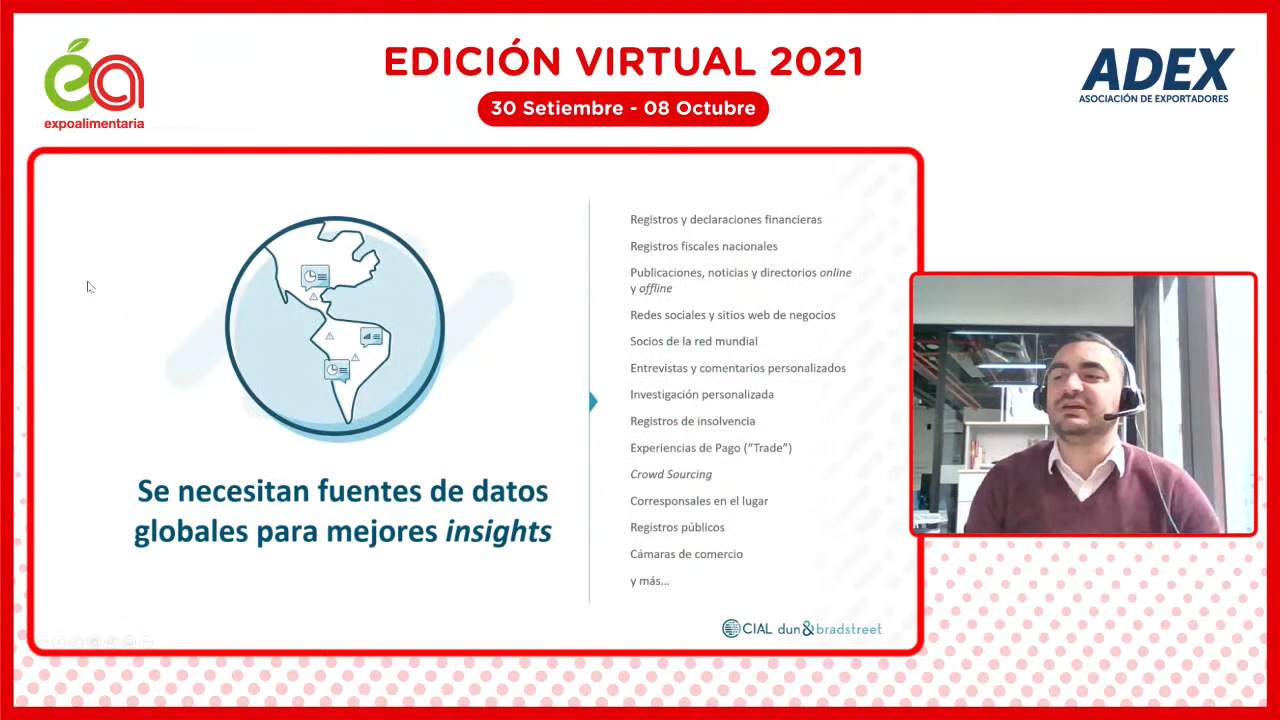 EDICIÓN VIRTUAL 2021
30 Setiembre - 08 Octubre
éa
expoalimentaria
ADEX
ASOCIACIÓN DE EXPORTADORES
Se necesitan fuentes de datos
globales para mejores insights
Registros y declaraciones financieras
Registros fiscales nacionales
Publicaciones, noticias y directorios online
y offline
Redes sociales y sitios web de negocios
Socios de la red mundial
Entrevistas y comentarios personalizados
Investigación personalizada
Registros de insolvencia
Experiencias de Pago (“Trade”)
Crowd Sourcing
Corresponsales en el lugar
Registros públicos
Cámaras de comercio
y más...
CIAL dun&bradstreet